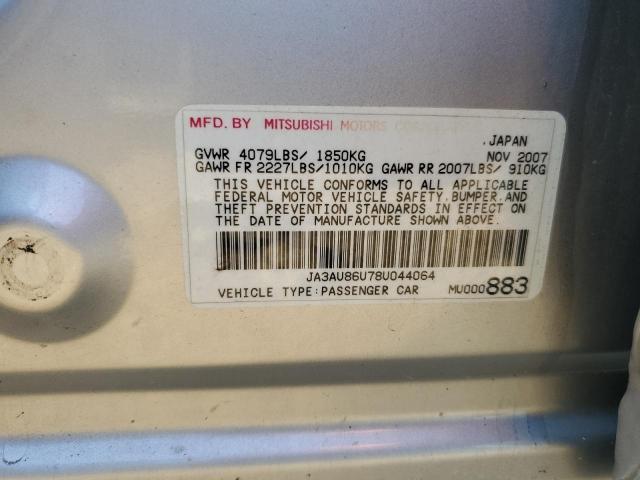 MFD. BY MITSUBISHI MOTORS CORPORATION
JAPAN
GVWR 4079LBS/ 1850KG NOV 2007
GAWR FR 2227LBS/1010KG GAWR RR 2007LBS/ 910KG
THIS VEHICLE CONFORMS TO ALL APPLICABLE
FEDERAL MOTOR VEHICLE SAFETY, BUMPER, AND
THEFT PREVENTION STANDARDS IN EFFECT ON
THE DATE OF MANUFACTURE SHOWN ABOVE.
JA3AU86U78U044064
VEHICLE TYPE:PASSENGER CAR MU000883